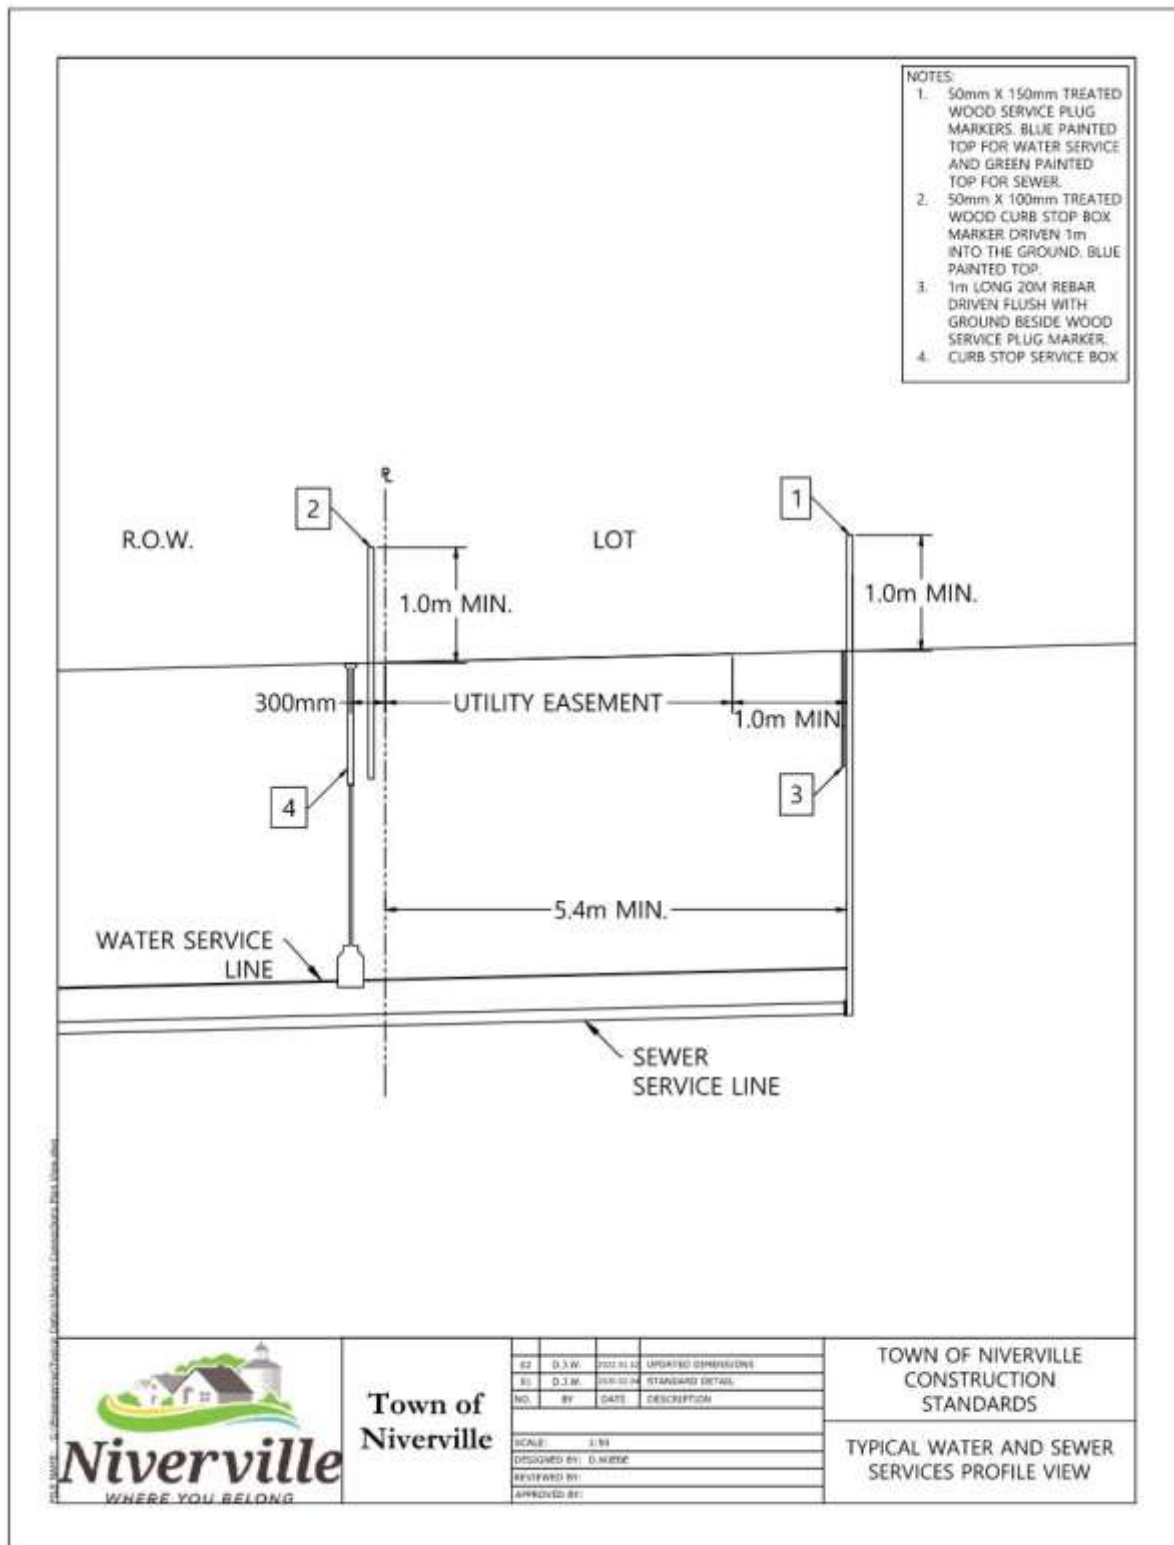 NOTES:
1. 50mm X 150mm TREATED
WOOD SERVICE PLUG
MARKERS. BLUE PAINTED
TOP FOR WATER SERVICE
AND GREEN PAINTED
TOP FOR SEWER.
2. 50mm X 100mm TREATED
WOOD CURB STOP BOX
MARKER DRIVEN 1m
INTO THE GROUND. BLUE
PAINTED TOP.
3. 1m LONG 20M REBAR
DRIVEN FLUSH WITH
GROUND BESIDE WOOD
SERVICE PLUG MARKER.
4. CURB STOP SERVICE BOX
2
1
R.O.W.
LOT
1.0m MIN.
1.0m MIN.
300mm
UTILITY EASEMENT
1.0m MIN
4
3
5.4m MIN.
WATER SERVICE
LINE
SEWER
SERVICE LINE
Niverville
WHERE YOU BELONG
Town of
Niverville
02 D.J.W. UPDATED DIMENSIONS
01 D.J.W. STANDARD DETAIL
NO. BY DATE DESCRIPTION
SCALE: 1:50
DESIGNED BY: D.WIEBE
REVIEWED BY:
APPROVED BY:
TOWN OF NIVERVILLE
CONSTRUCTION
STANDARDS
TYPICAL WATER AND SEWER
SERVICES PROFILE VIEW